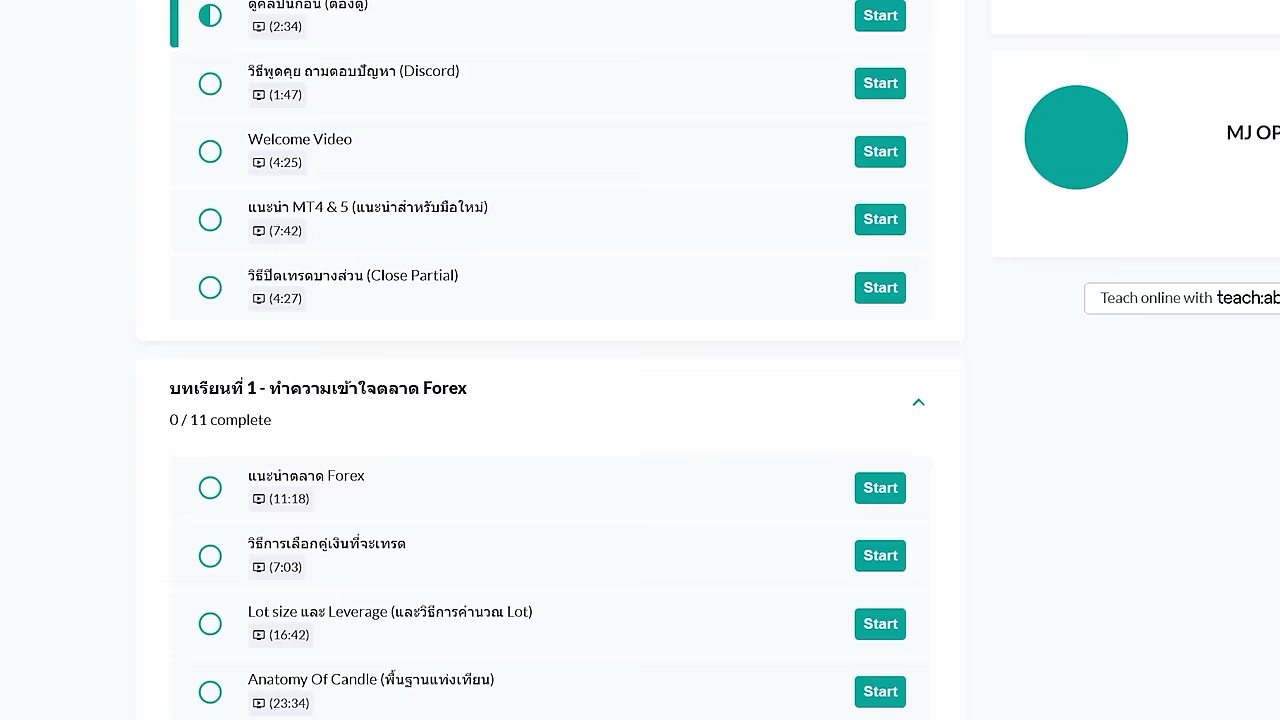 ดูคลิปนี้ก่อน (ต้องดู)
Start
(2:34)
วิธีพูดคุย ถามตอบปัญหา (Discord)
Start
(1:47)
Welcome Video
Start
(4:25)
แนะนำ MT4 & 5 (แนะนำสำหรับมือใหม่)
Start
(7:42)
วิธีปิดเทรดบางส่วน (Close Partial)
Start
(4:27)
บทเรียนที่ 1 - ทำความเข้าใจตลาด Forex
0 / 11 complete
แนะนำตลาด Forex
Start
(11:18)
วิธีการเลือกคู่เงินที่จะเทรด
Start
(7:03)
Lot size และ Leverage (และวิธีการคำนวณ Lot)
Start
(16:42)
Anatomy Of Candle (พื้นฐานแท่งเทียน)
Start
(23:34)
MJ OP
Teach online with teach:ab